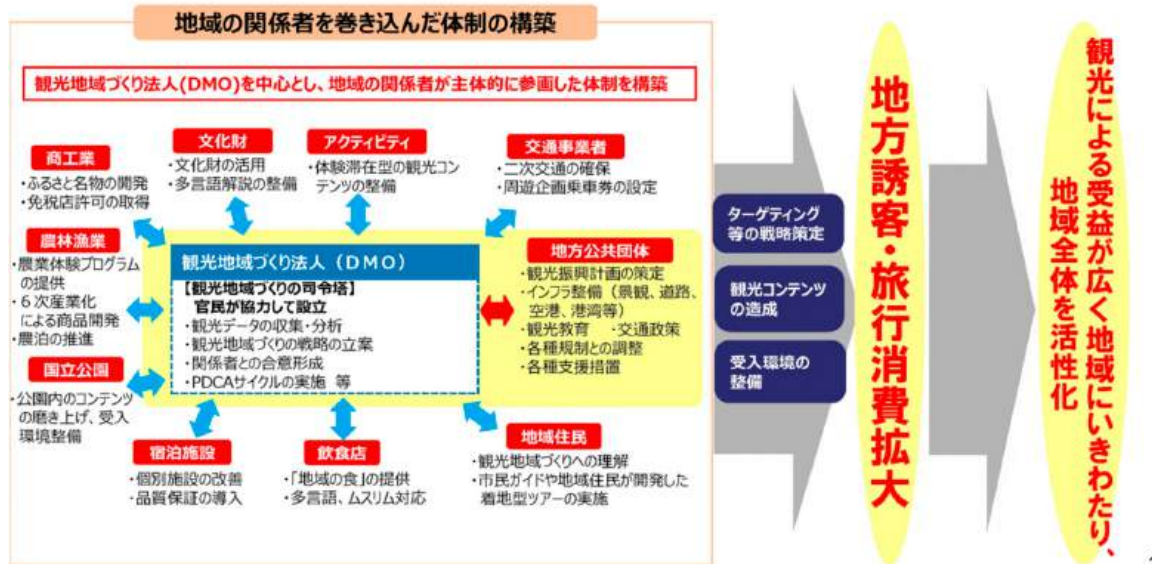 地域の関係者を巻き込んだ体制の構築
観光地域づくり法人(DMO)を中心とし、地域の関係者が主体的に参画した体制を構築
文化財
・文化財の活用
・多言語解説の整備
アクティビティ
・体験滞在型の観光コン
テンツの整備
交通事業者
・二次交通の確保
・周遊企画乗車券の設定
商工業
・ふるさと名物の開発
・免税店許可の取得
農林漁業
・農業体験プログラム
の提供
・6次産業化
による商品開発
・農泊の推進
国立公園
・公園内のコンテンツ
の磨き上げ、受入
環境整備
観光地域づくり法人（DMO）
【観光地域づくりの司令塔】
官民が協力して設立
・観光データの収集・分析
・観光地域づくりの戦略の立案
・関係者との合意形成
・PDCAサイクルの実施 等
地方公共団体
・観光振興計画の策定
・インフラ整備（景観、道路、
空港、港湾等）
・観光教育 ・交通政策
・各種規制との調整
・各種支援措置
宿泊施設
・個別施設の改善
・品質保証の導入
飲食店
・「地域の食」の提供
・多言語、ムスリム対応
地域住民
・観光地域づくりへの理解
・市民ガイドや地域住民が開発した
着地型ツアーの実施
ターゲティング
等の戦略策定
観光コンテンツ
の造成
受入環境の
整備
地方誘客・旅行消費拡大
観光による受益が広く地域にいきわたり、
地域全体を活性化